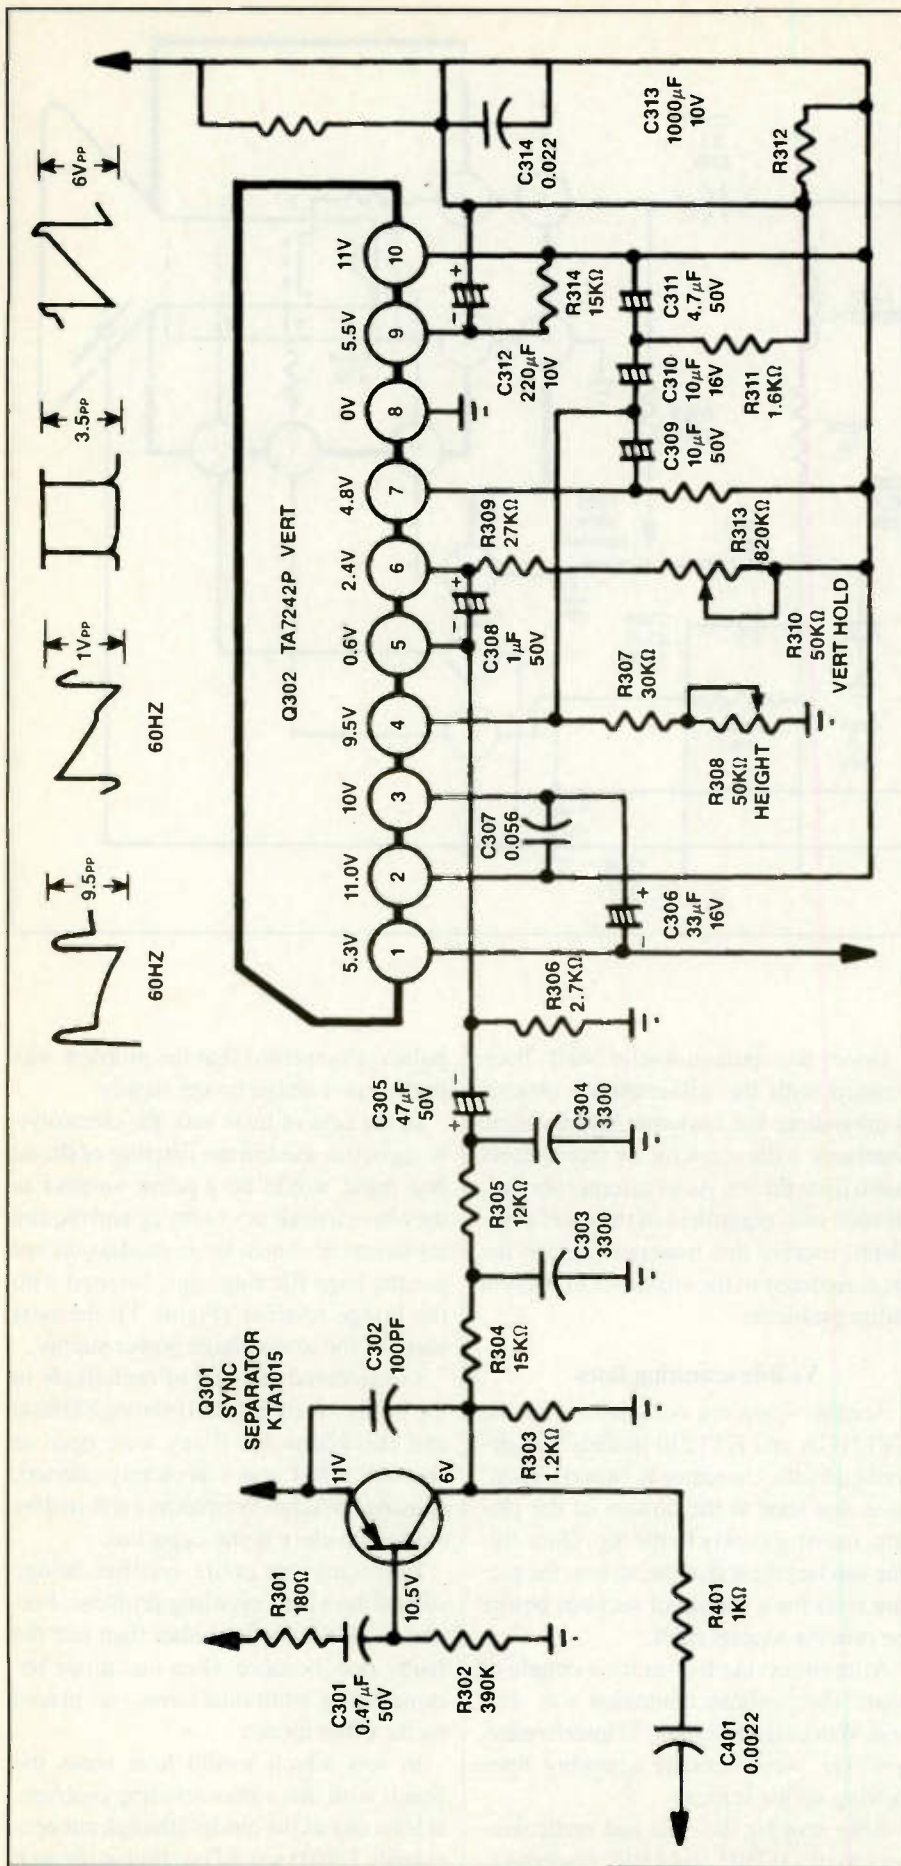 9.5PP
60HZ
1VPP
60HZ
3.5PP
6VPP
Q302 TA7242P VERT
5.3V
11.0V
10V
9.5V
0.6V
2.4V
4.8V
0V
5.5V
11V
1
2
3
4
5
6
7
8
9
10
Q301
SYNC
SEPARATOR
KTA1015
11V
6V
10.5V
R301
180Ω
C301
0.47μF
50V
R302
390K
C302
100PF
R303
1.2KΩ
R304
15KΩ
C303
3300
R305
12KΩ
C304
3300
C305
47μF
50V
R401
1KΩ
C401
0.0022
R306
2.7KΩ
C306
33μF
16V
-
+
C307
0.056
R307
30KΩ
R308
50KΩ
HEIGHT
C308
1μF
50V
-
+
R309
27KΩ
R313
820KΩ
R310
50KΩ
VERT HOLD
C309
10μF
50V
C310
10μF
16V
C311
4.7μF
50V
R311
1.6KΩ
C312
220μF
10V
-
+
R314
15KΩ
C314
0.022
C313
1000μF
10V
R312
+
-